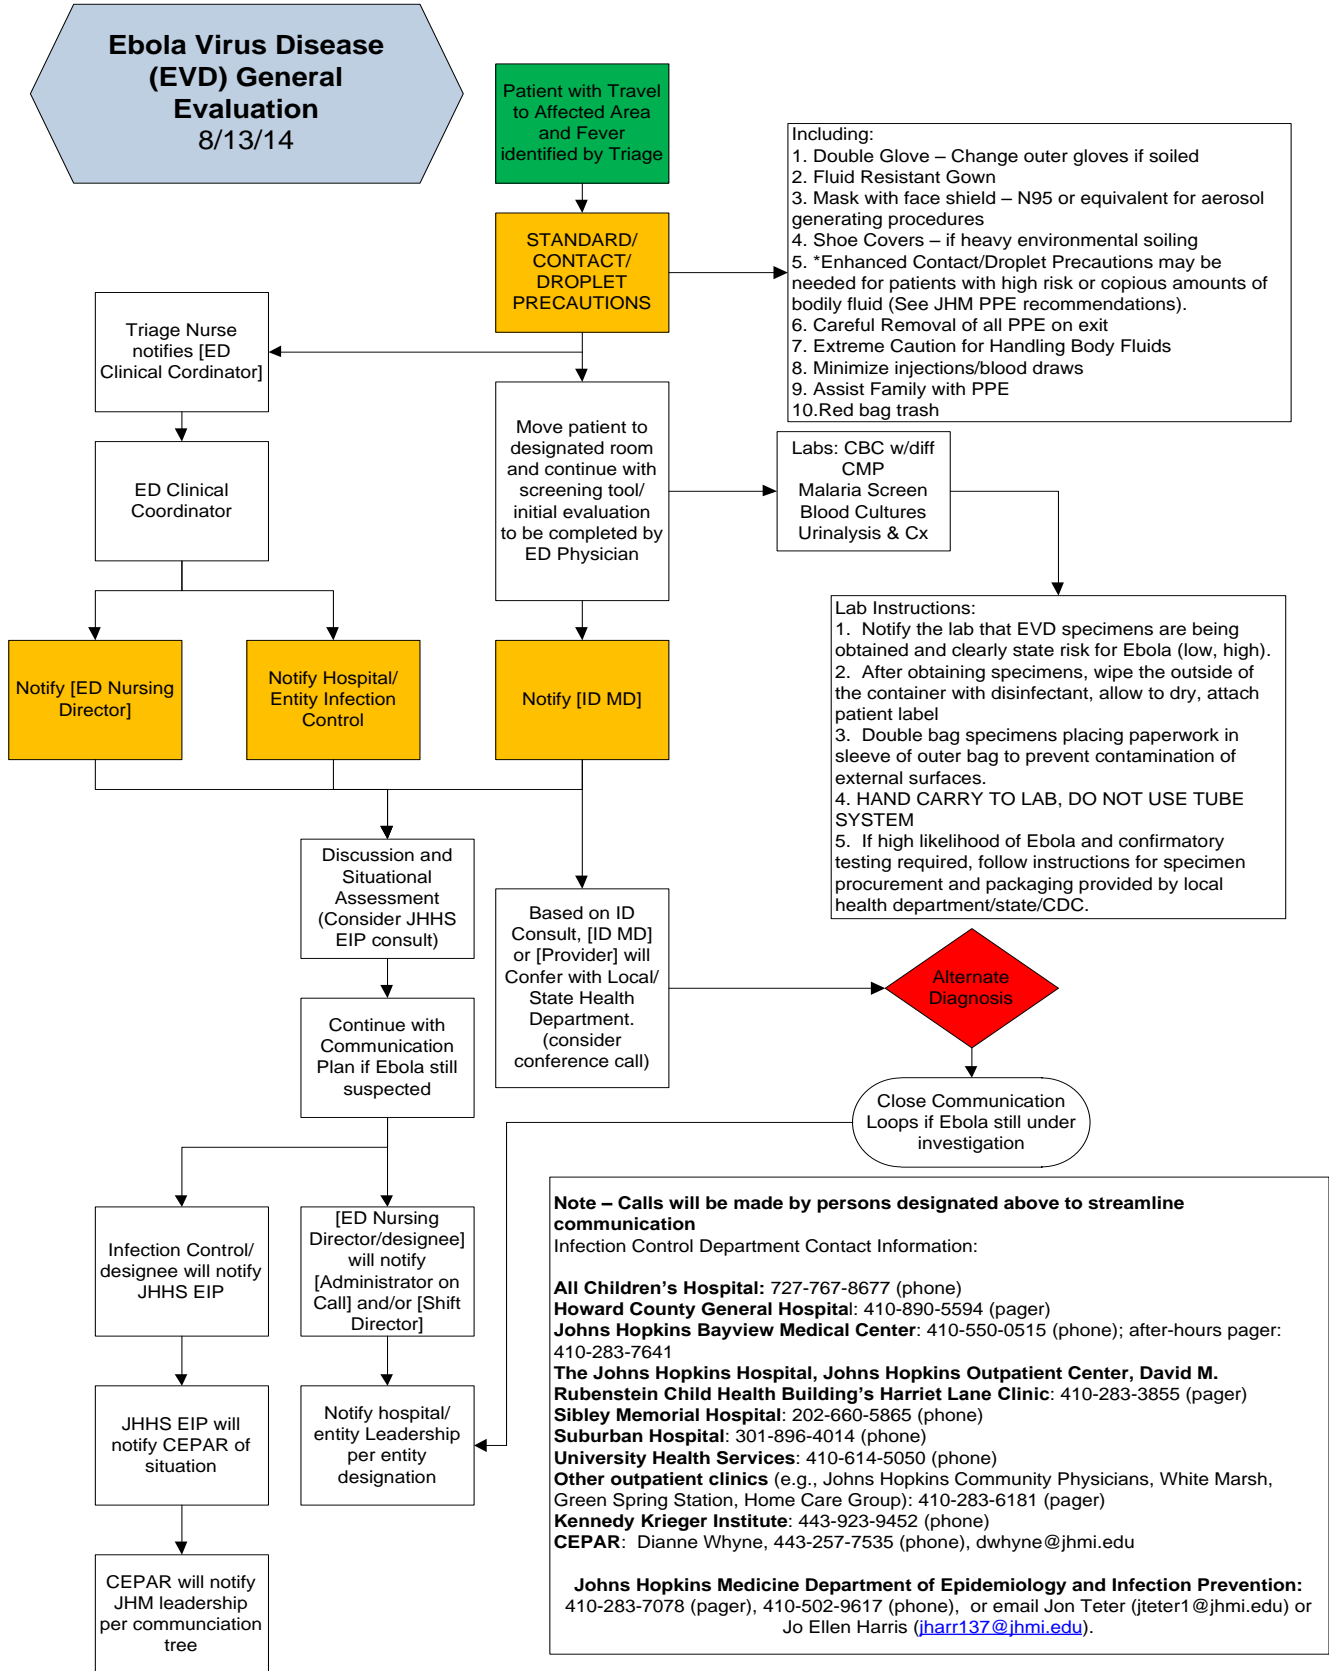 Ebola Virus Disease
(EVD) General
Evaluation
8/13/14
Patient with Travel
to Affected Area
and Fever
identified by Triage
STANDARD/
CONTACT/
DROPLET
PRECAUTIONS
Including:
1. Double Glove – Change outer gloves if soiled
2. Fluid Resistant Gown
3. Mask with face shield – N95 or equivalent for aerosol
generating procedures
4. Shoe Covers – if heavy environmental soiling
5. *Enhanced Contact/Droplet Precautions may be
needed for patients with high risk or copious amounts of
bodily fluid (See JHM PPE recommendations).
6. Careful Removal of all PPE on exit
7. Extreme Caution for Handling Body Fluids
8. Minimize injections/blood draws
9. Assist Family with PPE
10.Red bag trash
Triage Nurse
notifies [ED
Clinical Cordinator]
ED Clinical
Coordinator
Move patient to
designated room
and continue with
screening tool/
initial evaluation
to be completed by
ED Physician
Labs: CBC w/diff
CMP
Malaria Screen
Blood Cultures
Urinalysis & Cx
Notify [ED Nursing
Director]
Notify Hospital/
Entity Infection
Control
Notify [ID MD]
Lab Instructions:
1.  Notify the lab that EVD specimens are being
obtained and clearly state risk for Ebola (low, high).
2.  After obtaining specimens, wipe the outside of
the container with disinfectant, allow to dry, attach
patient label
3.  Double bag specimens placing paperwork in
sleeve of outer bag to prevent contamination of
external surfaces.
4. HAND CARRY TO LAB, DO NOT USE TUBE
SYSTEM
5.  If high likelihood of Ebola and confirmatory
testing required, follow instructions for specimen
procurement and packaging provided by local
health department/state/CDC.
Discussion and
Situational
Assessment
(Consider JHHS
EIP consult)
Based on ID
Consult, [ID MD]
or [Provider] will
Confer with Local/
State Health
Department.
(consider
conference call)
Alternate
Diagnosis
Continue with
Communication
Plan if Ebola still
suspected
Close Communication
Loops if Ebola still under
investigation
Infection Control/
designee will notify
JHHS EIP
[ED Nursing
Director/designee]
will notify
[Administrator on
Call] and/or [Shift
Director]
JHHS EIP will
notify CEPAR of
situation
Notify hospital/
entity Leadership
per entity
designation
CEPAR will notify
JHM leadership
per communciation
tree
Note – Calls will be made by persons designated above to streamline
communication
Infection Control Department Contact Information:
All Children's Hospital: 727-767-8677 (phone)
Howard County General Hospital: 410-890-5594 (pager)
Johns Hopkins Bayview Medical Center: 410-550-0515 (phone); after-hours pager:
410-283-7641
The Johns Hopkins Hospital, Johns Hopkins Outpatient Center, David M.
Rubenstein Child Health Building's Harriet Lane Clinic: 410-283-3855 (pager)
Sibley Memorial Hospital: 202-660-5865 (phone)
Suburban Hospital: 301-896-4014 (phone)
University Health Services: 410-614-5050 (phone)
Other outpatient clinics (e.g., Johns Hopkins Community Physicians, White Marsh,
Green Spring Station, Home Care Group): 410-283-6181 (pager)
Kennedy Krieger Institute: 443-923-9452 (phone)
CEPAR:  Dianne Whyne, 443-257-7535 (phone), dwhyne@jhmi.edu
Johns Hopkins Medicine Department of Epidemiology and Infection Prevention:
410-283-7078 (pager), 410-502-9617 (phone),  or email Jon Teter (jteter1@jhmi.edu) or
Jo Ellen Harris (jharr137@jhmi.edu).